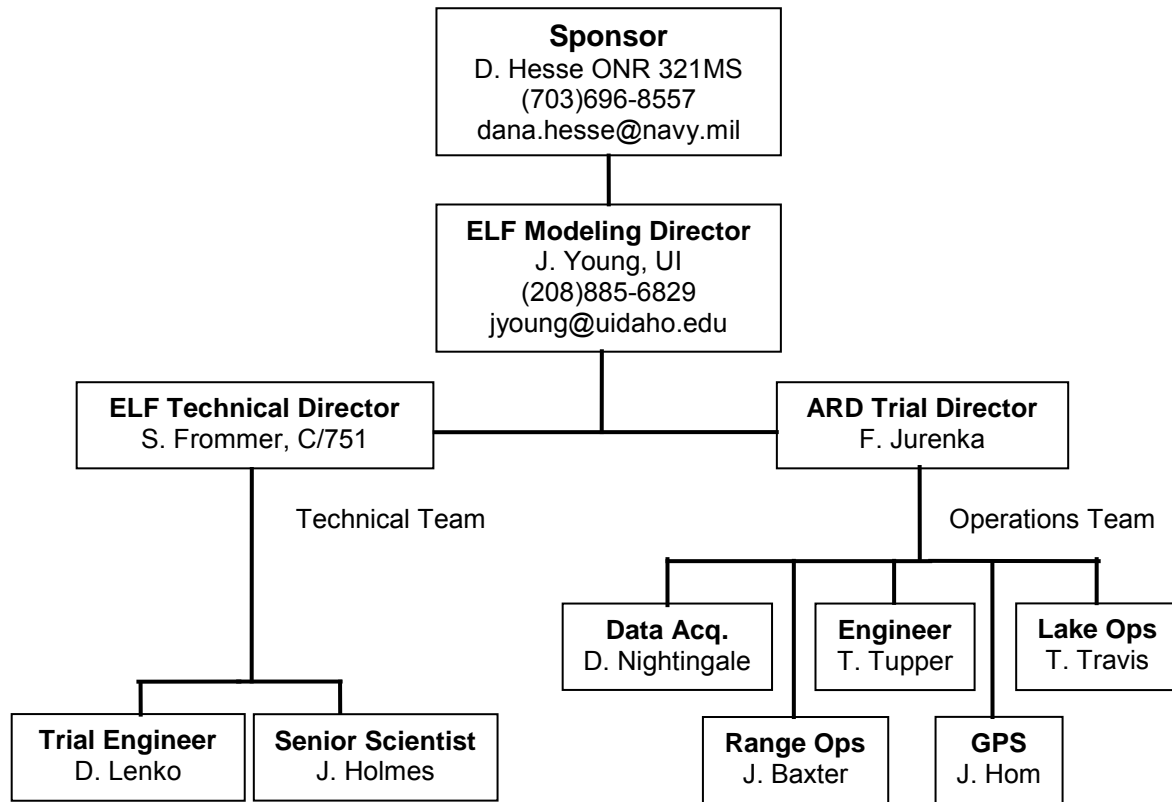 Sponsor
D. Hesse ONR 321MS
(703)696-8557
dana.hesse@navy.mil
ELF Modeling Director
J. Young, UI
(208)885-6829
jyoung@uidaho.edu
ELF Technical Director
S. Frommer, C/751
ARD Trial Director
F. Jurenka
Technical Team
Operations Team
Data Acq.
D. Nightingale
Engineer
T. Tupper
Lake Ops
T. Travis
Trial Engineer
D. Lenko
Senior Scientist
J. Holmes
Range Ops
J. Baxter
GPS
J. Hom